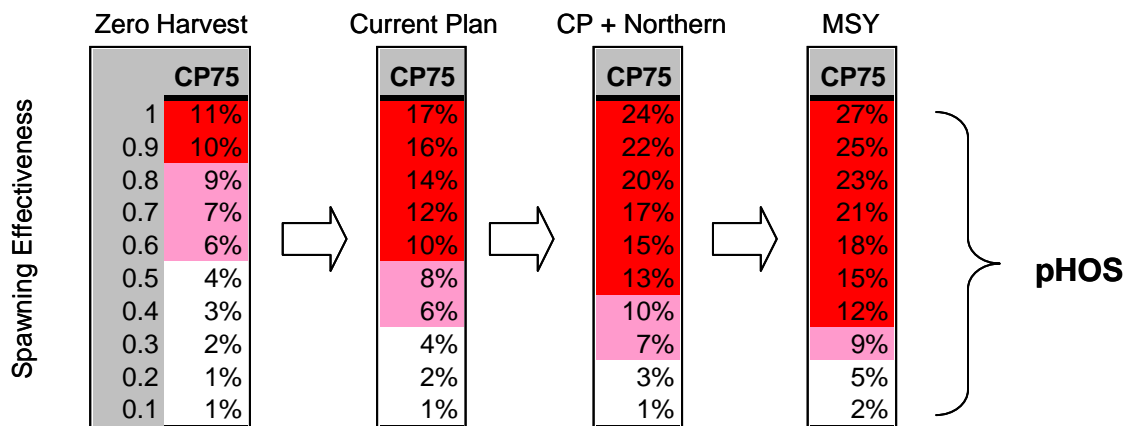 Zero Harvest Current Plan CP + Northern MSY
CP75 CP75 CP75 CP75
1 11% 17% 24% 27%
0.9 10% 16% 22% 25%
0.8 9% 14% 20% 23%
0.7 7% 12% 17% 21%
0.6 6% 10% 15% 18%
0.5 4% 8% 13% 15%
0.4 3% 6% 10% 12%
0.3 2% 4% 7% 9%
0.2 1% 2% 3% 5%
0.1 1% 1% 1% 2%
Spawning Effectiveness
pHOS